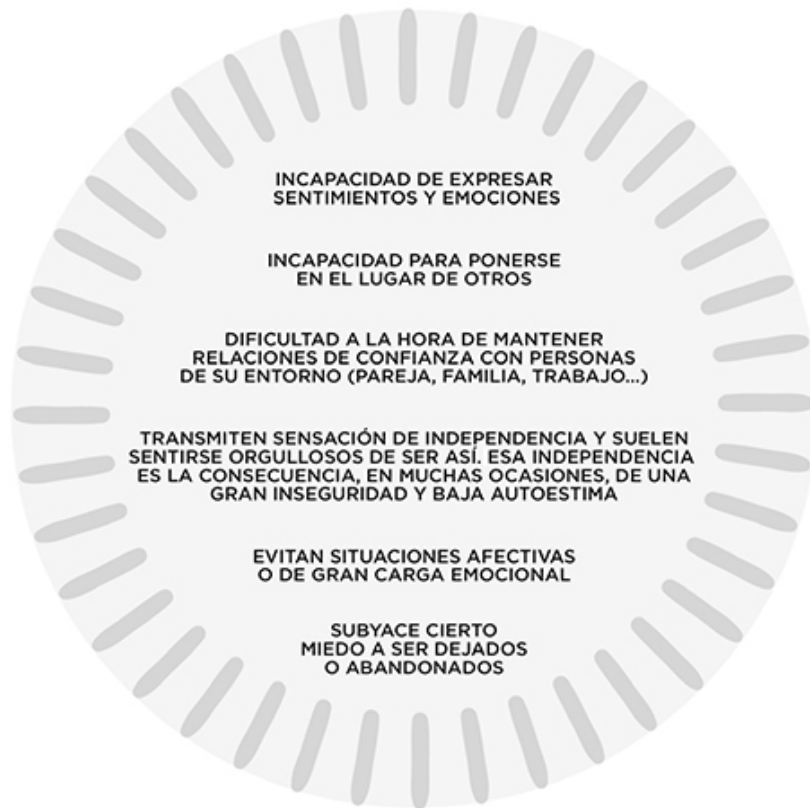 INCAPACIDAD DE EXPRESAR
SENTIMIENTOS Y EMOCIONES
INCAPACIDAD PARA PONERSE
EN EL LUGAR DE OTROS
DIFICULTAD A LA HORA DE MANTENER
RELACIONES DE CONFIANZA CON PERSONAS
DE SU ENTORNO (PAREJA, FAMILIA, TRABAJO...)
TRANSMITEN SENSACIÓN DE INDEPENDENCIA Y SUELEN
SENTIRSE ORGULLOSOS DE SER ASÍ. ESA INDEPENDENCIA
ES LA CONSECUENCIA, EN MUCHAS OCASIONES, DE UNA
GRAN INSEGURIDAD Y BAJA AUTOESTIMA
EVITAN SITUACIONES AFECTIVAS
O DE GRAN CARGA EMOCIONAL
SUBYACE CIERTO
MIEDO A SER DEJADOS
O ABANDONADOS